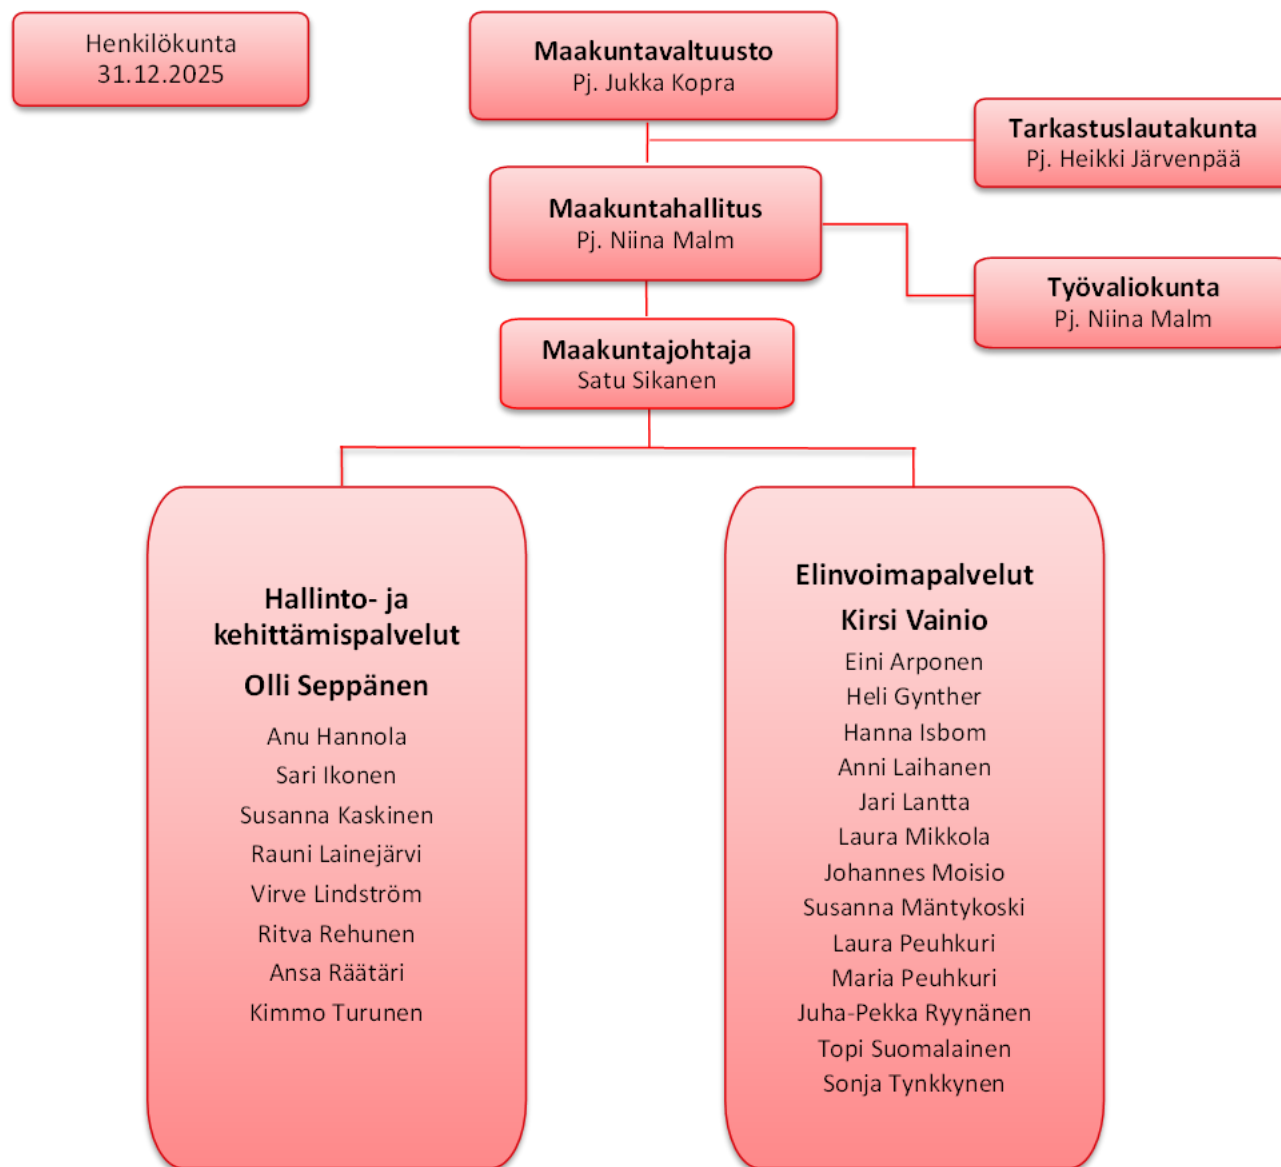 Henkilökunta
31.12.2025
Maakuntavaltuusto
Pj. Jukka Kopra
Tarkastuslautakunta
Pj. Heikki Järvenpää
Maakuntahallitus
Pj. Niina Malm
Työvaliokunta
Pj. Niina Malm
Maakuntajohtaja
Satu Sikanen
Hallinto- ja
kehittämispalvelut
Olli Seppänen
Anu Hannola
Sari Ikonen
Susanna Kaskinen
Rauni Lainejärvi
Virve Lindström
Ritva Rehunen
Ansa Räätäri
Kimmo Turunen
Elinvoimapalvelut
Kirsi Vainio
Eini Arponen
Heli Gynther
Hanna Isbom
Anni Laihanen
Jari Lantta
Laura Mikkola
Johannes Moisio
Susanna Mäntykoski
Laura Peuhkuri
Maria Peuhkuri
Juha-Pekka Ryynänen
Topi Suomalainen
Sonja Tynkkynen